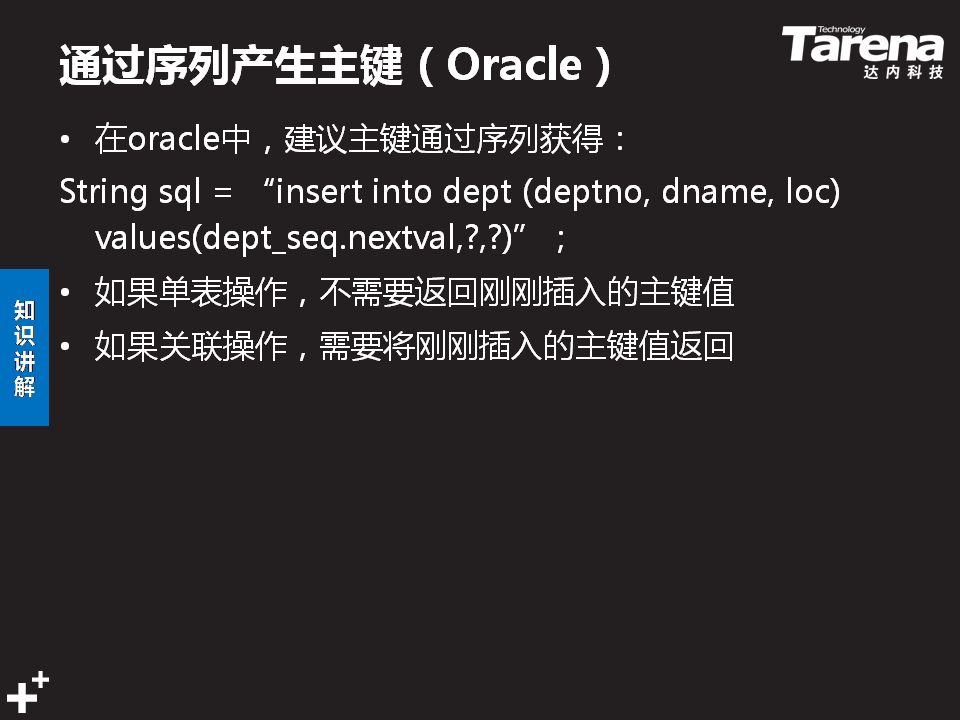 通过序列产生主键（Oracle）
Technology
Tarena
达内科技
• 在oracle中，建议主键通过序列获得：
String sql = “insert into dept (deptno, dname, loc)
values(dept_seq.nextval,?,?)” ；
• 如果单表操作，不需要返回刚刚插入的主键值
• 如果关联操作，需要将刚刚插入的主键值返回
知识讲解